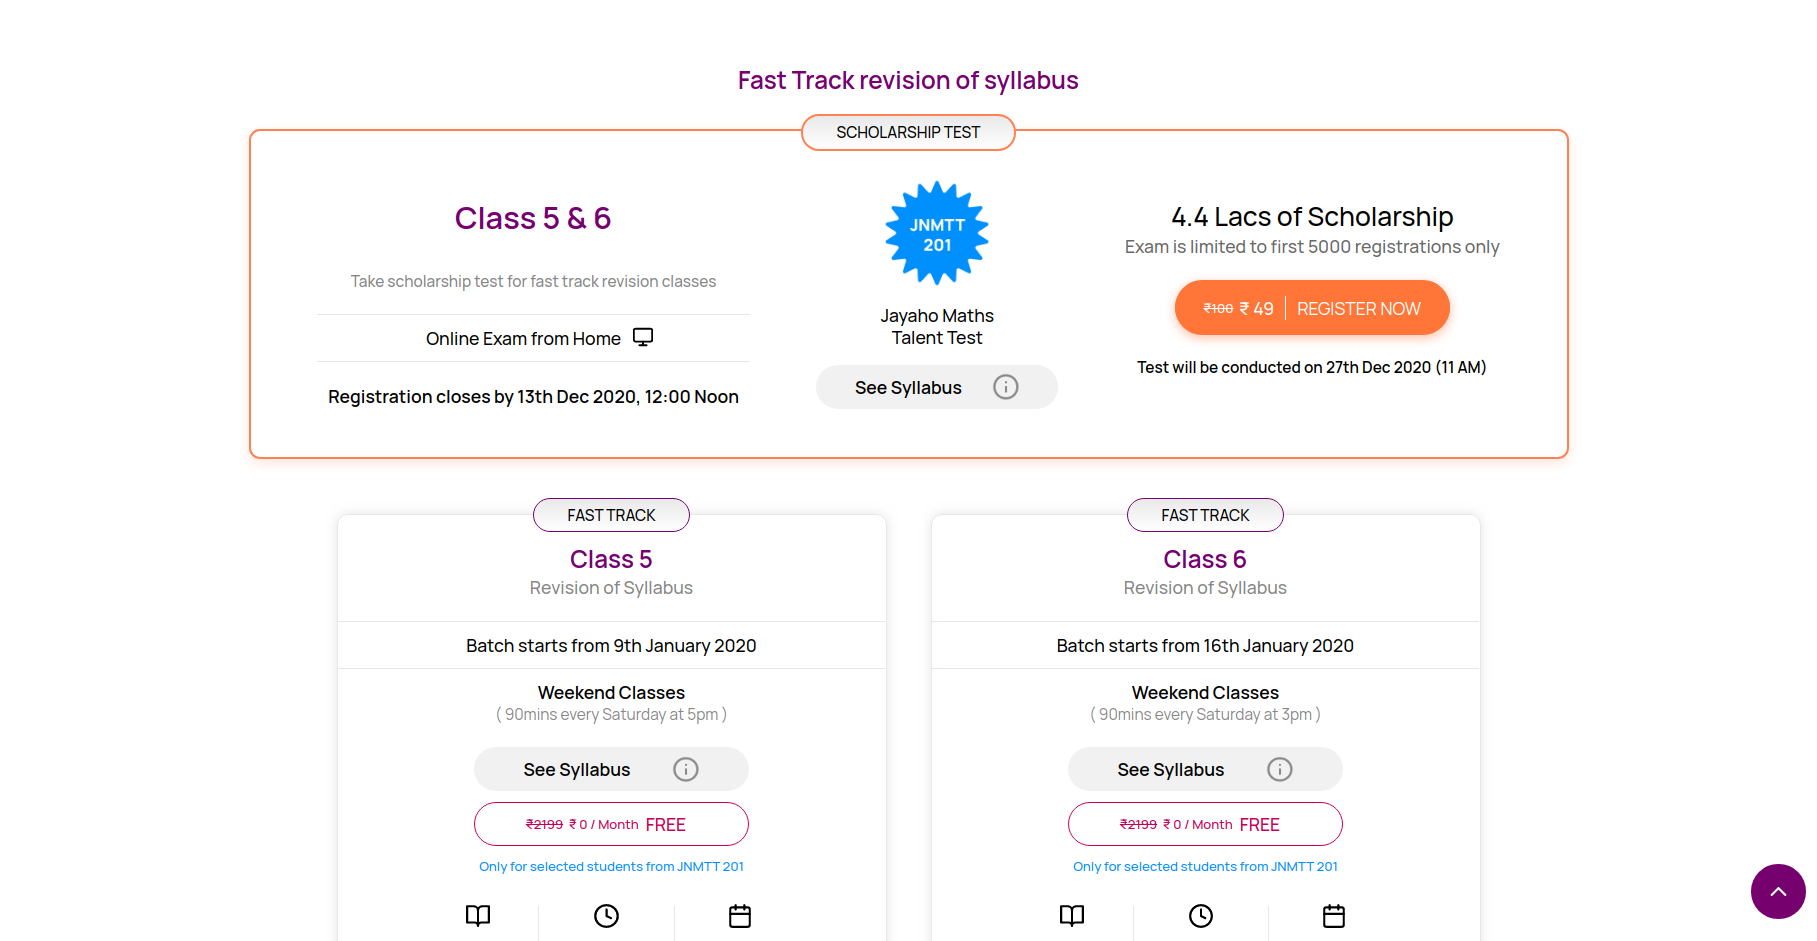 Fast Track revision of syllabus
SCHOLARSHIP TEST
Class 5 & 6
Take scholarship test for fast track revision classes
Online Exam from Home
Registration closes by 13th Dec 2020, 12:00 Noon
JNMTT
201
Jayaho Maths
Talent Test
See Syllabus
4.4 Lacs of Scholarship
Exam is limited to first 5000 registrations only
₹100 ₹ 49 REGISTER NOW
Test will be conducted on 27th Dec 2020 (11 AM)
FAST TRACK
Class 5
Revision of Syllabus
Batch starts from 9th January 2020
Weekend Classes
( 90mins every Saturday at 5pm )
See Syllabus
₹2199 ₹ 0 / Month FREE
Only for selected students from JNMTT 201
FAST TRACK
Class 6
Revision of Syllabus
Batch starts from 16th January 2020
Weekend Classes
( 90mins every Saturday at 3pm )
See Syllabus
₹2199 ₹ 0 / Month FREE
Only for selected students from JNMTT 201